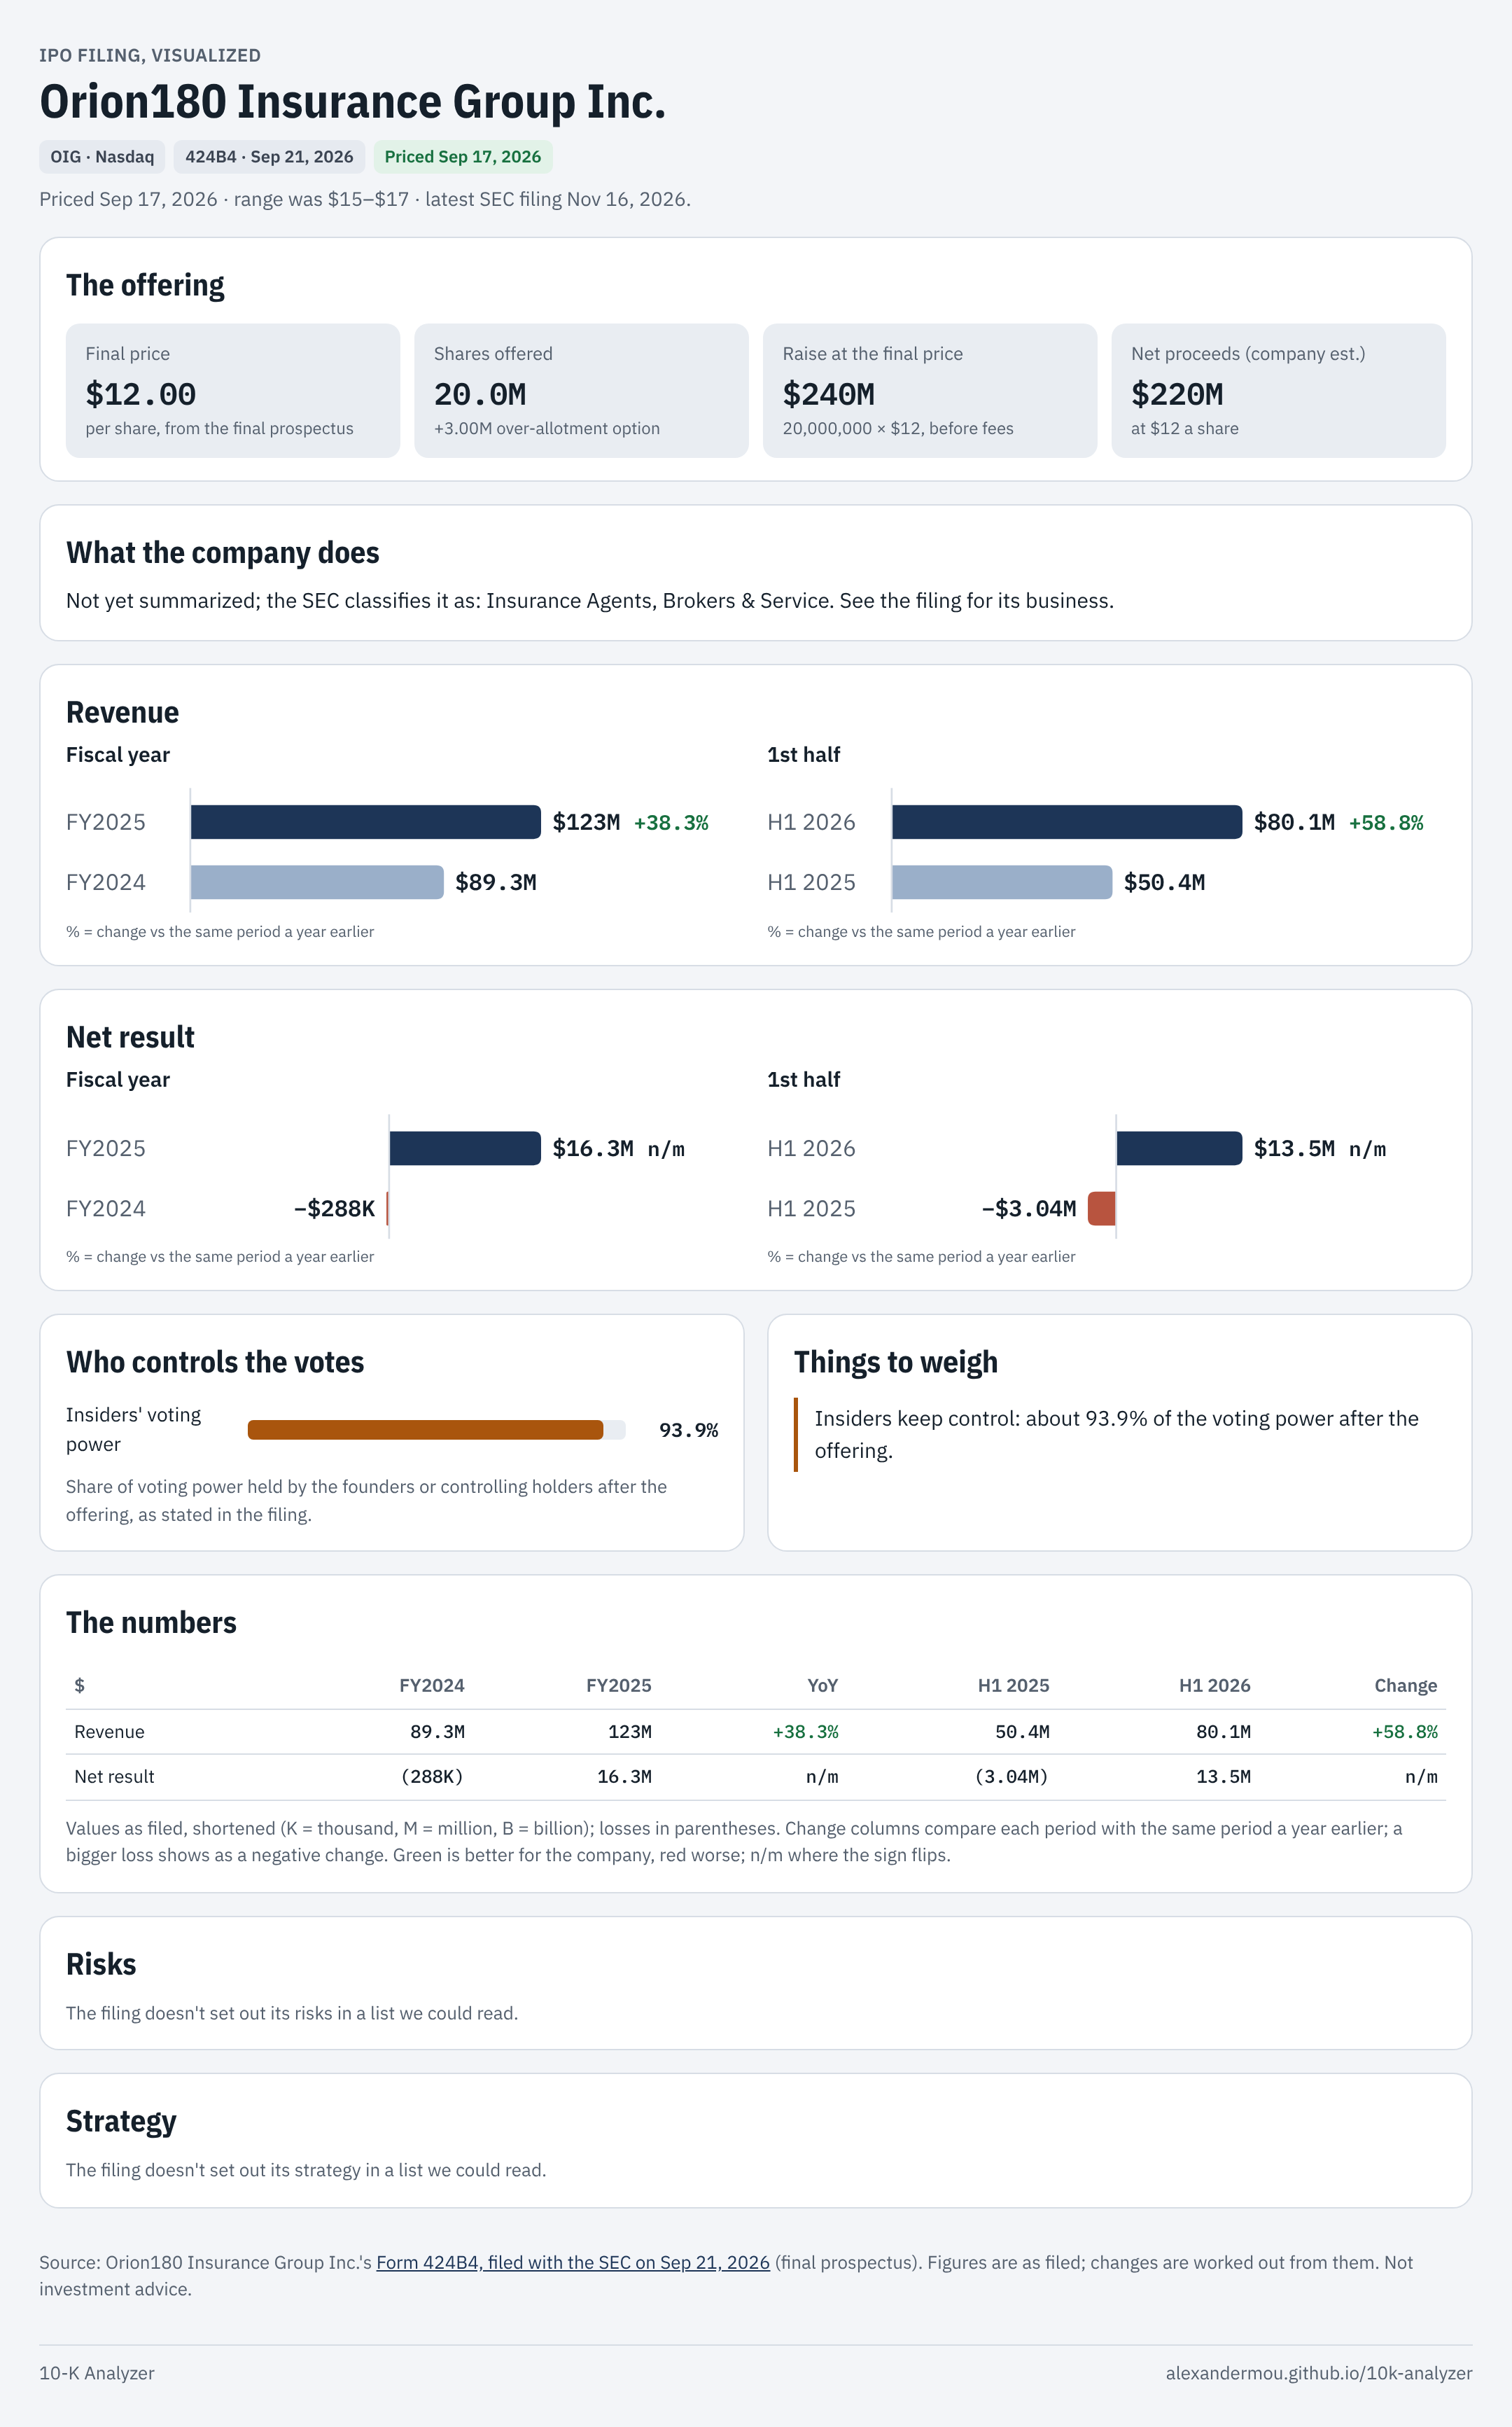 IPO FILING, VISUALIZED
Orion180 Insurance Group Inc.
OIG · Nasdaq 424B4 · Sep 21, 2026 Priced Sep 17, 2026
Priced Sep 17, 2026 · range was $15–$17 · latest SEC filing Nov 16, 2026.
The offering
Final price
$12.00
per share, from the final prospectus
Shares offered
20.0M
+3.00M over-allotment option
Raise at the final price
$240M
20,000,000 × $12, before fees
Net proceeds (company est.)
$220M
at $12 a share
What the company does
Not yet summarized; the SEC classifies it as: Insurance Agents, Brokers & Service. See the filing for its business.
Revenue
Fiscal year
FY2025 $123M +38.3%
FY2024 $89.3M
% = change vs the same period a year earlier
1st half
H1 2026 $80.1M +58.8%
H1 2025 $50.4M
% = change vs the same period a year earlier
Net result
Fiscal year
FY2025 $16.3M n/m
FY2024 –$288K
% = change vs the same period a year earlier
1st half
H1 2026 $13.5M n/m
H1 2025 –$3.04M
% = change vs the same period a year earlier
Who controls the votes
Insiders' voting
power
93.9%
Share of voting power held by the founders or controlling holders after the
offering, as stated in the filing.
Things to weigh
Insiders keep control: about 93.9% of the voting power after the
offering.
The numbers
$ FY2024 FY2025 YoY H1 2025 H1 2026 Change
Revenue 89.3M 123M +38.3% 50.4M 80.1M +58.8%
Net result (288K) 16.3M n/m (3.04M) 13.5M n/m
Values as filed, shortened (K = thousand, M = million, B = billion); losses in parentheses. Change columns compare each period with the same period a year earlier; a
bigger loss shows as a negative change. Green is better for the company, red worse; n/m where the sign flips.
Risks
The filing doesn't set out its risks in a list we could read.
Strategy
The filing doesn't set out its strategy in a list we could read.
Source: Orion180 Insurance Group Inc.'s Form 424B4, filed with the SEC on Sep 21, 2026 (final prospectus). Figures are as filed; changes are worked out from them. Not
investment advice.
10-K Analyzer
alexandermou.github.io/10k-analyzer